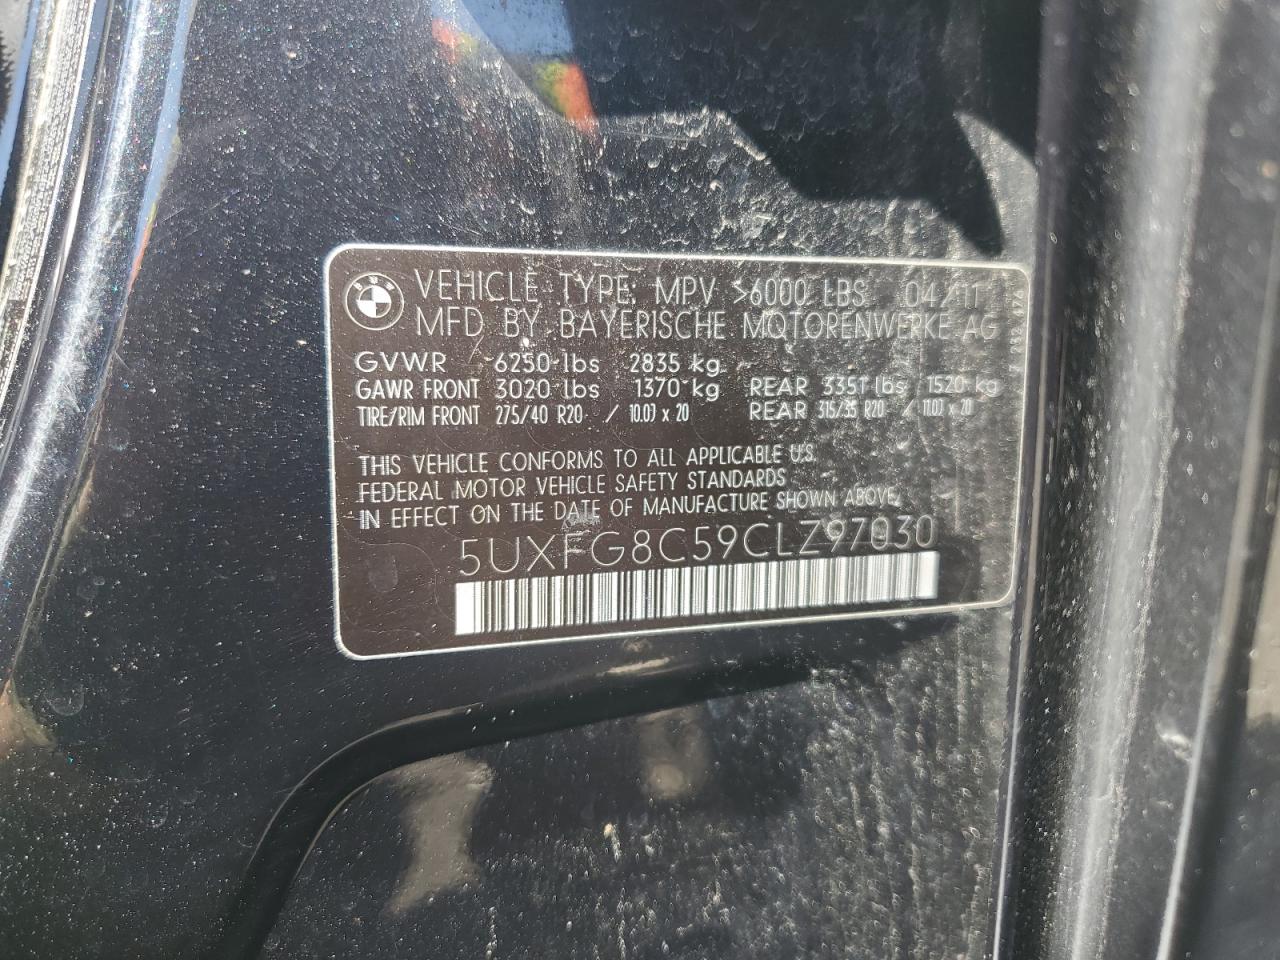 BMW
VEHICLE TYPE: MPV >6000 LBS 04/11
MFD BY BAYERISCHE MOTORENWERKE AG
GVWR 6250 lbs 2835 kg
GAWR FRONT 3020 lbs 1370 kg REAR 3351 lbs 1520 kg
TIRE/RIM FRONT 275/40 R20 / 10.0J x 20 REAR 315/35 R20 / 11.0J x 20
THIS VEHICLE CONFORMS TO ALL APPLICABLE U.S.
FEDERAL MOTOR VEHICLE SAFETY STANDARDS
IN EFFECT ON THE DATE OF MANUFACTURE SHOWN ABOVE.
5UXFG8C59CLZ97030